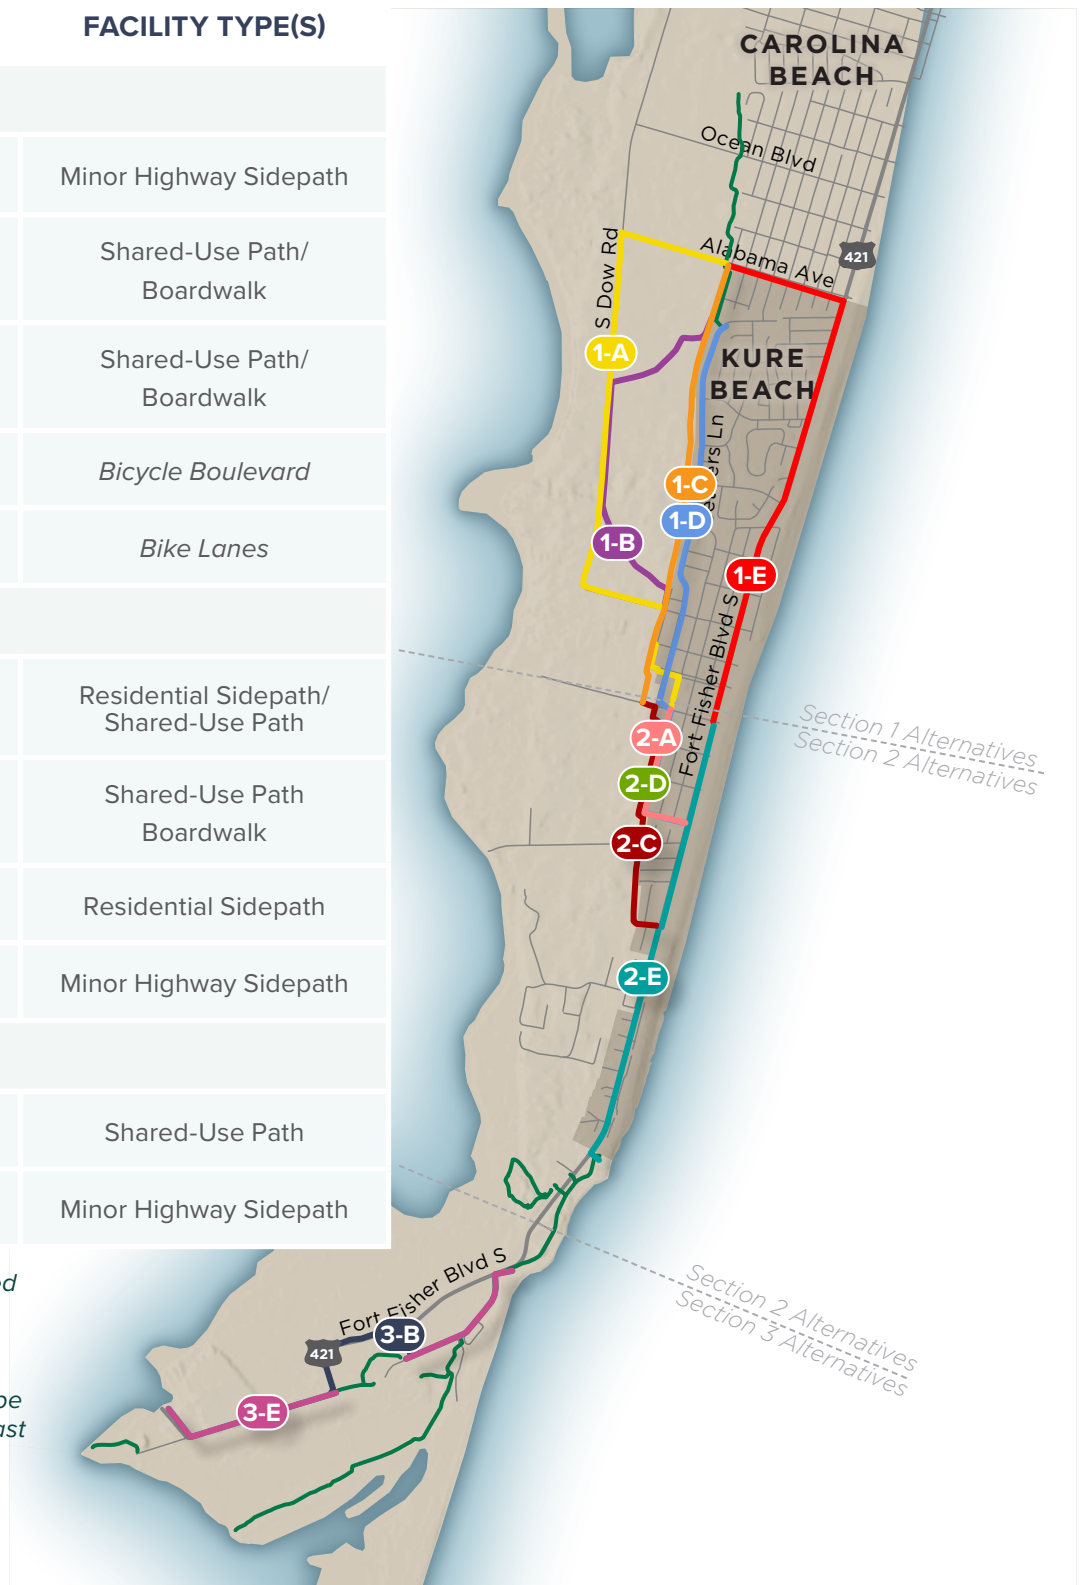 FACILITY TYPE(S)
Minor Highway Sidepath
Shared-Use Path/
Boardwalk
Shared-Use Path/
Boardwalk
Bicycle Boulevard
Bike Lanes
Residential Sidepath/
Shared-Use Path
Shared-Use Path
Boardwalk
Residential Sidepath
Minor Highway Sidepath
Shared-Use Path
Minor Highway Sidepath
CAROLINA
BEACH
Ocean Blvd
Alabama Ave
421
S Dow Rd
1-A
KURE
BEACH
ers Ln
1-C
1-D
1-B
1-E
Fort Fisher Blvd S
Section 1 Alternatives
Section 2 Alternatives
2-A
2-D
2-C
2-E
Fort Fisher Blvd S
Section 2 Alternatives
Section 3 Alternatives
3-B
421
3-E